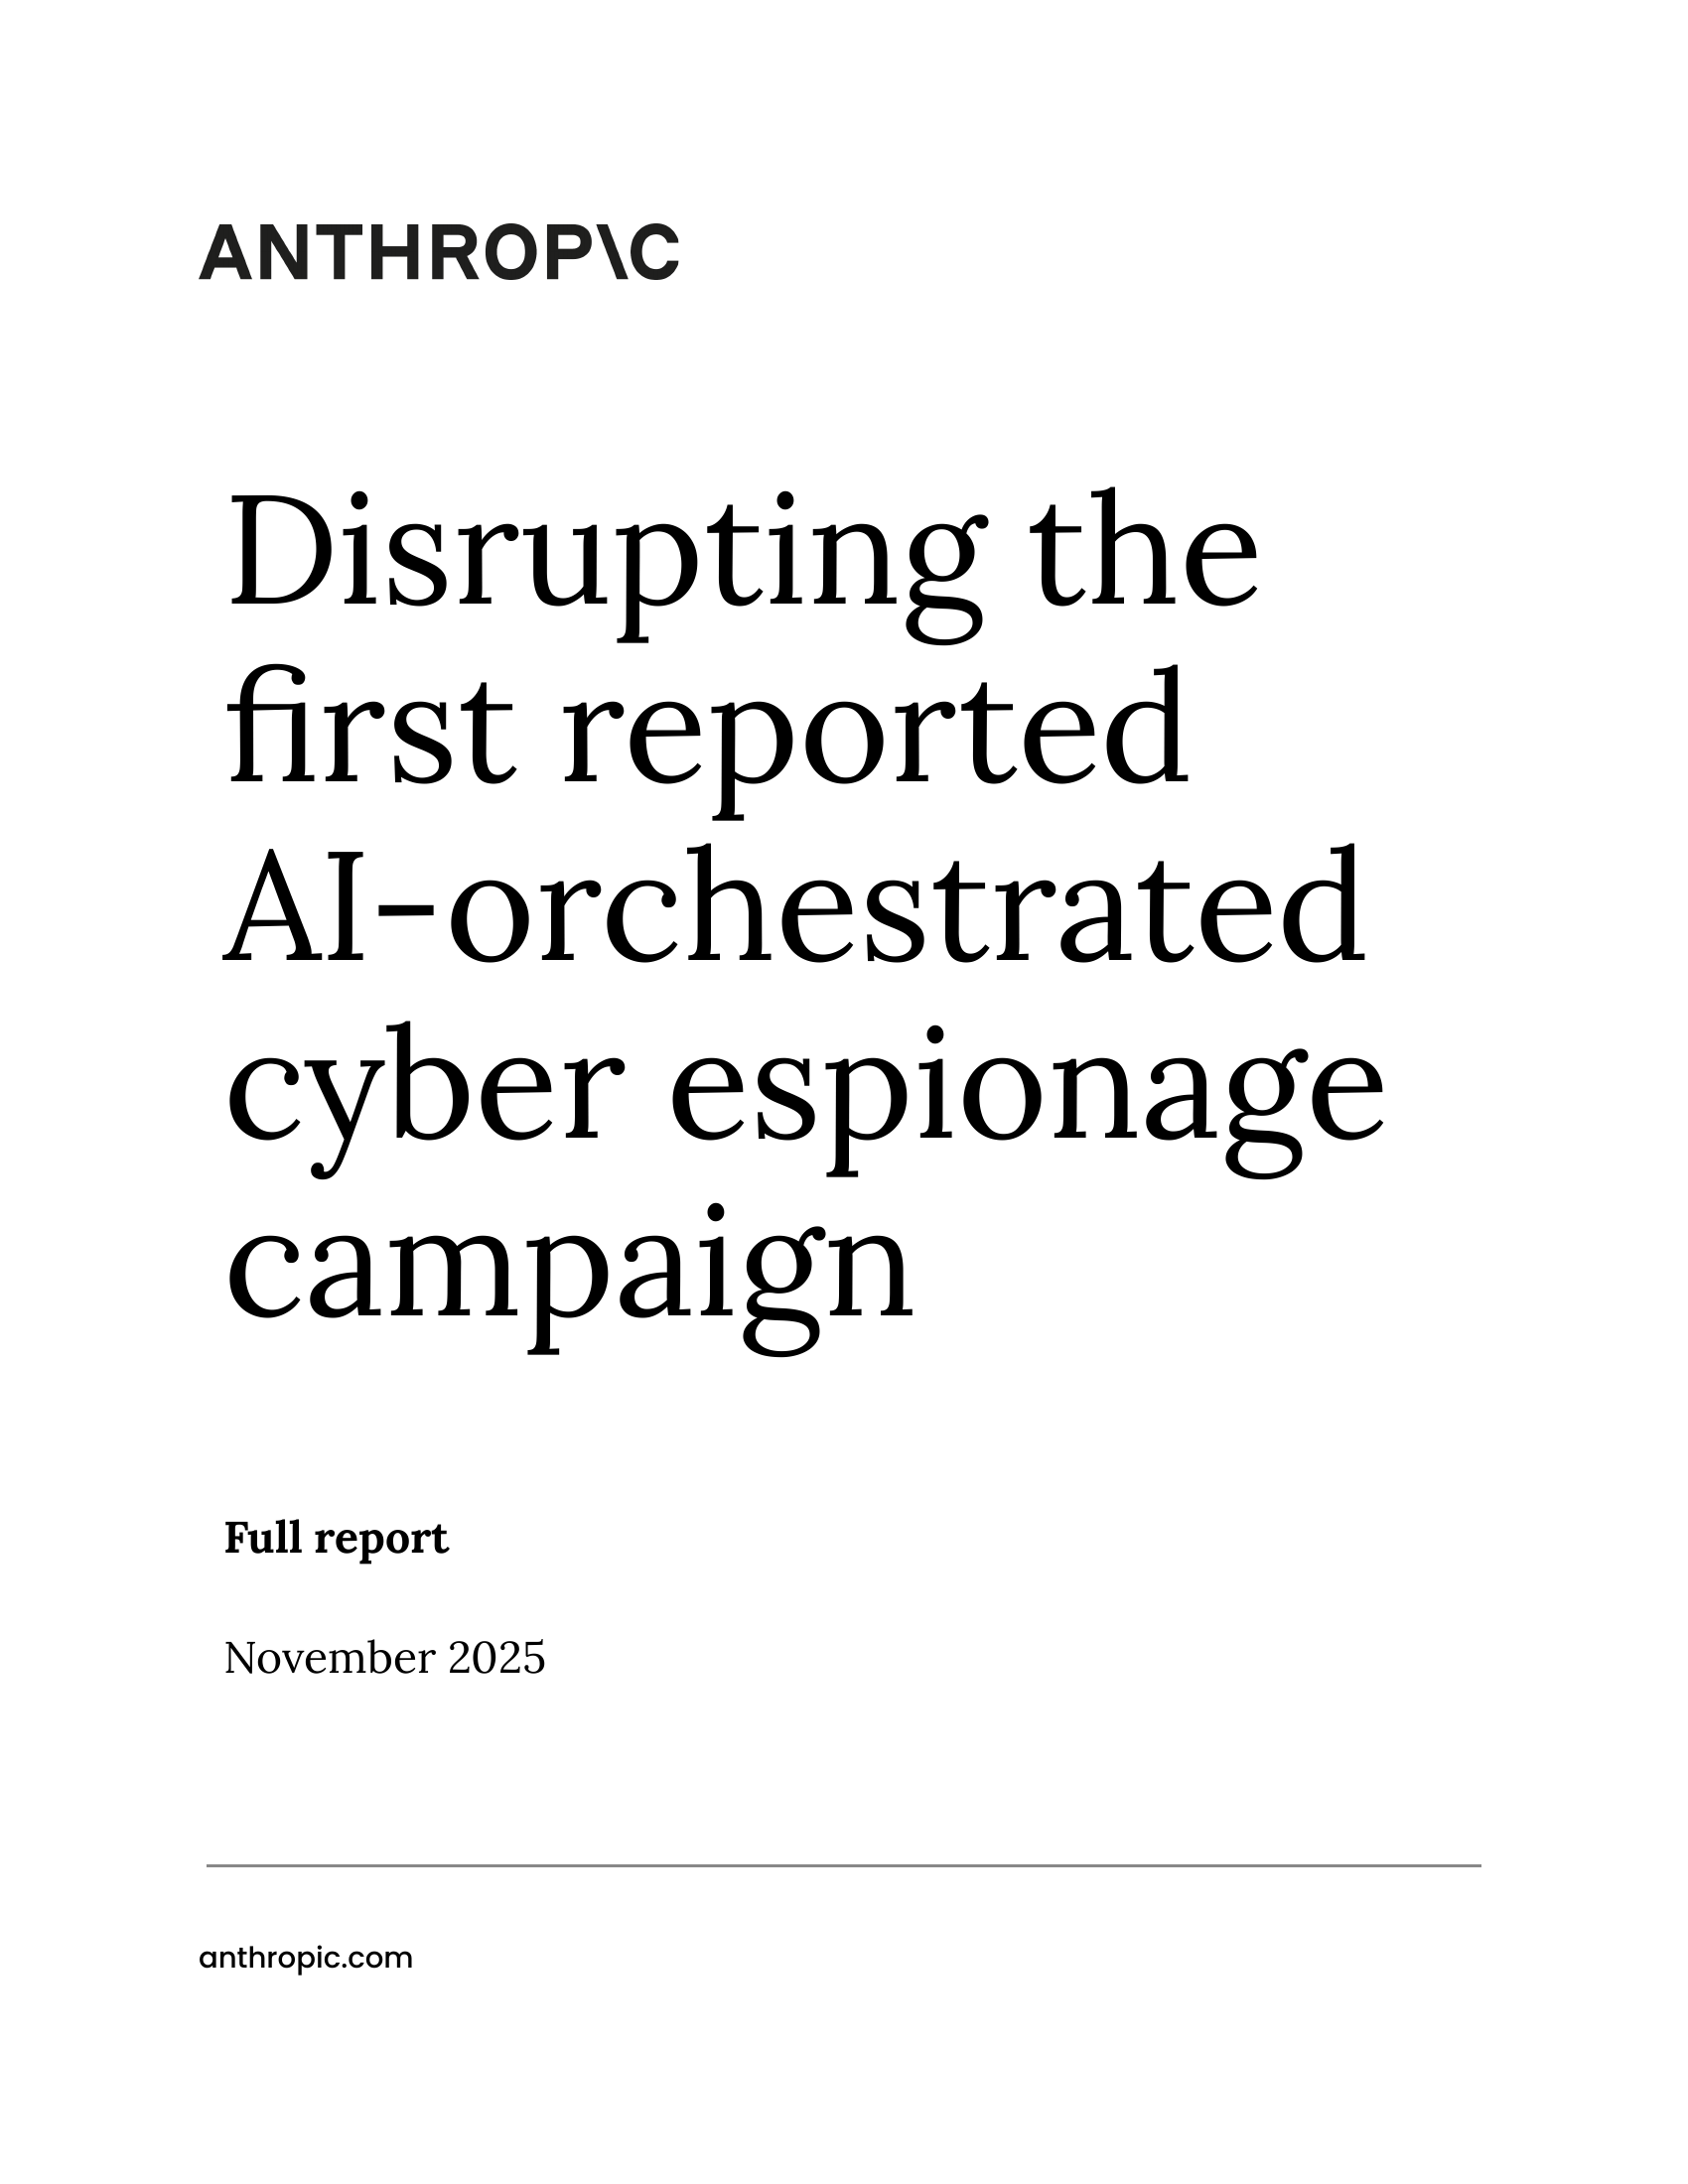 ANTHROP\C
Disrupting the
first reported
AI-orchestrated
cyber espionage
campaign
Full report
November 2025
anthropic.com